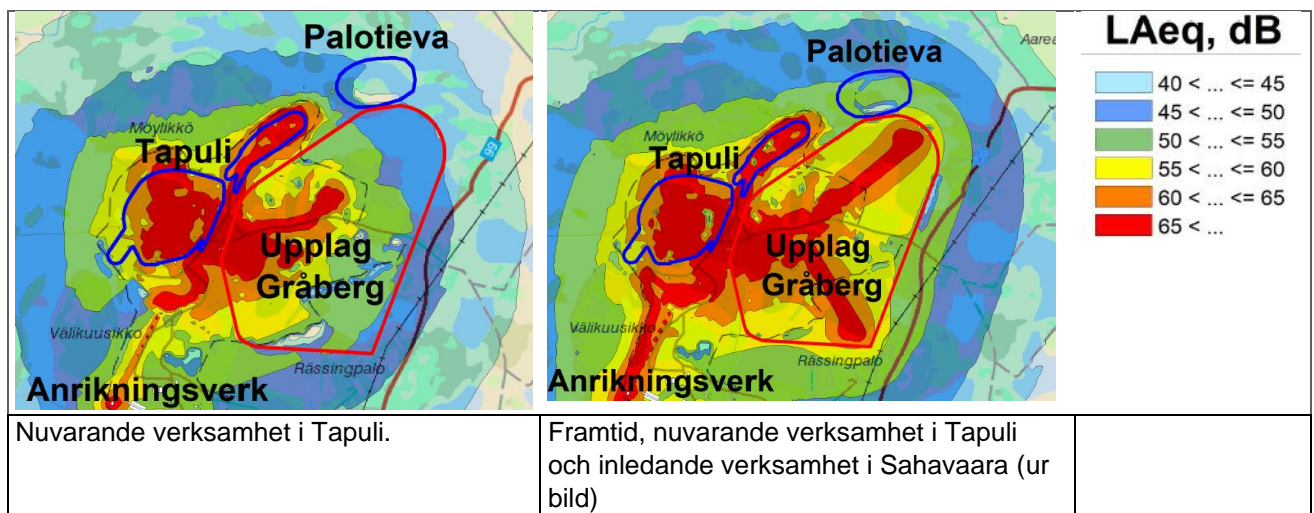 Palotieva
Möylikkö
Tapuli
Upplag
Gråberg
99
Välikuusikko
Rässingpalo
Anrikningsverk
Palotieva
Aarea
Möylikkö
Tapuli
Upplag
Gråberg
Välikuusikko
Rässingpalo
Anrikningsverk
LAeq, dB
40 < ... <= 45
45 < ... <= 50
50 < ... <= 55
55 < ... <= 60
60 < ... <= 65
65 < ...
Nuvarande verksamhet i Tapuli.
Framtid, nuvarande verksamhet i Tapuli
och inledande verksamhet i Sahavaara (ur
bild)